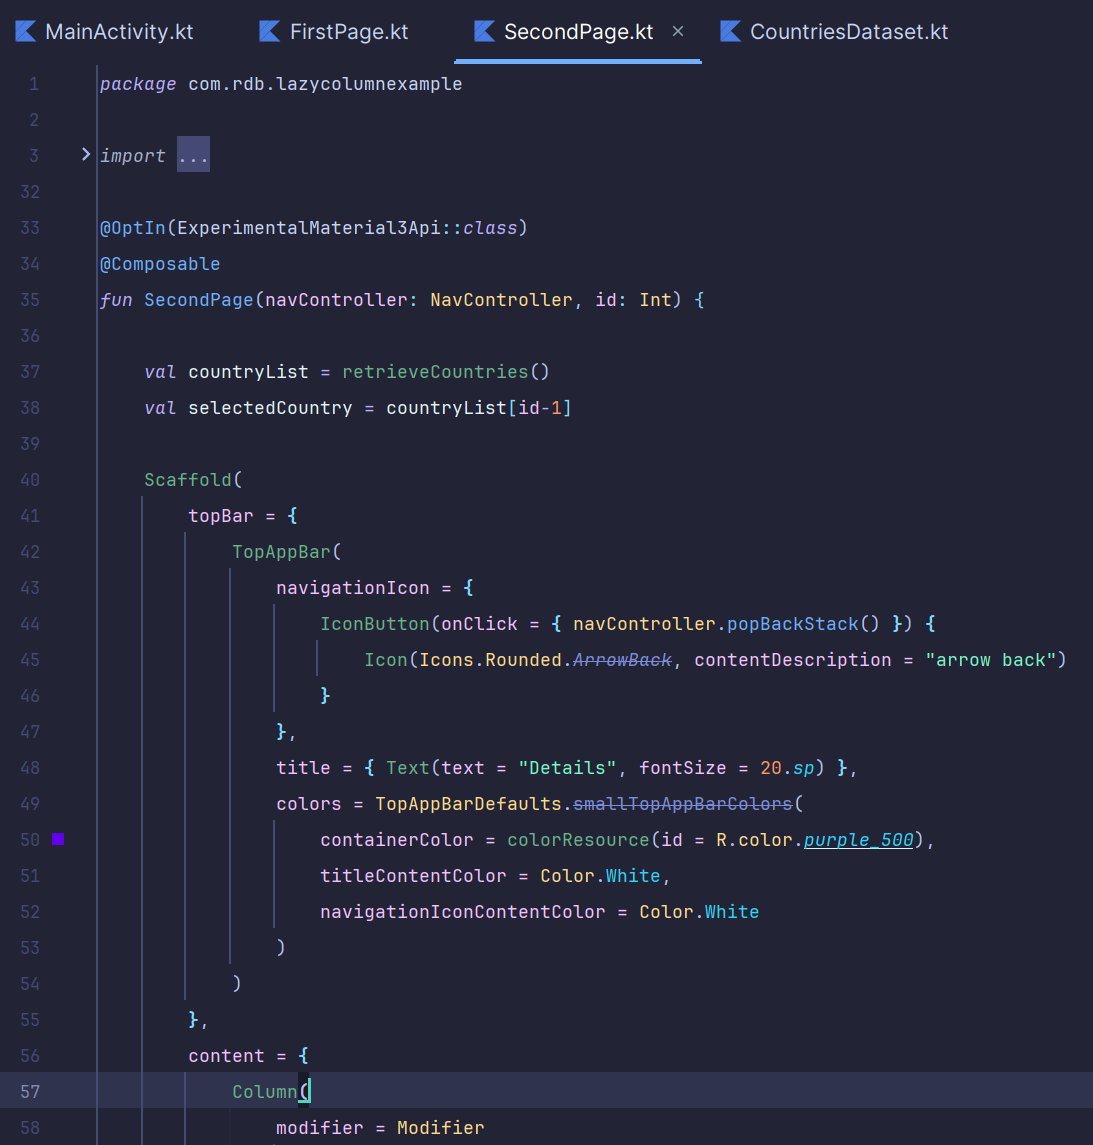 MainActivity.kt FirstPage.kt SecondPage.kt × CountriesDataset.kt
1 package com.rdb.lazycolumnexample
2
3 > import ...
32
33 @OptIn(ExperimentalMaterial3Api::class)
34 @Composable
35 fun SecondPage(navController: NavController, id: Int) {
36
37     val countryList = retrieveCountries()
38     val selectedCountry = countryList[id-1]
39
40     Scaffold(
41         topBar = {
42             TopAppBar(
43                 navigationIcon = {
44                     IconButton(onClick = { navController.popBackStack() }) {
45                         Icon(Icons.Rounded.ArrowBack, contentDescription = "arrow back")
46                     }
47                 },
48                 title = { Text(text = "Details", fontSize = 20.sp) },
49                 colors = TopAppBarDefaults.smallTopAppBarColors(
50                     containerColor = colorResource(id = R.color.purple_500),
51                     titleContentColor = Color.White,
52                     navigationIconContentColor = Color.White
53                 )
54             )
55         },
56         content = {
57             Column(
58                 modifier = Modifier